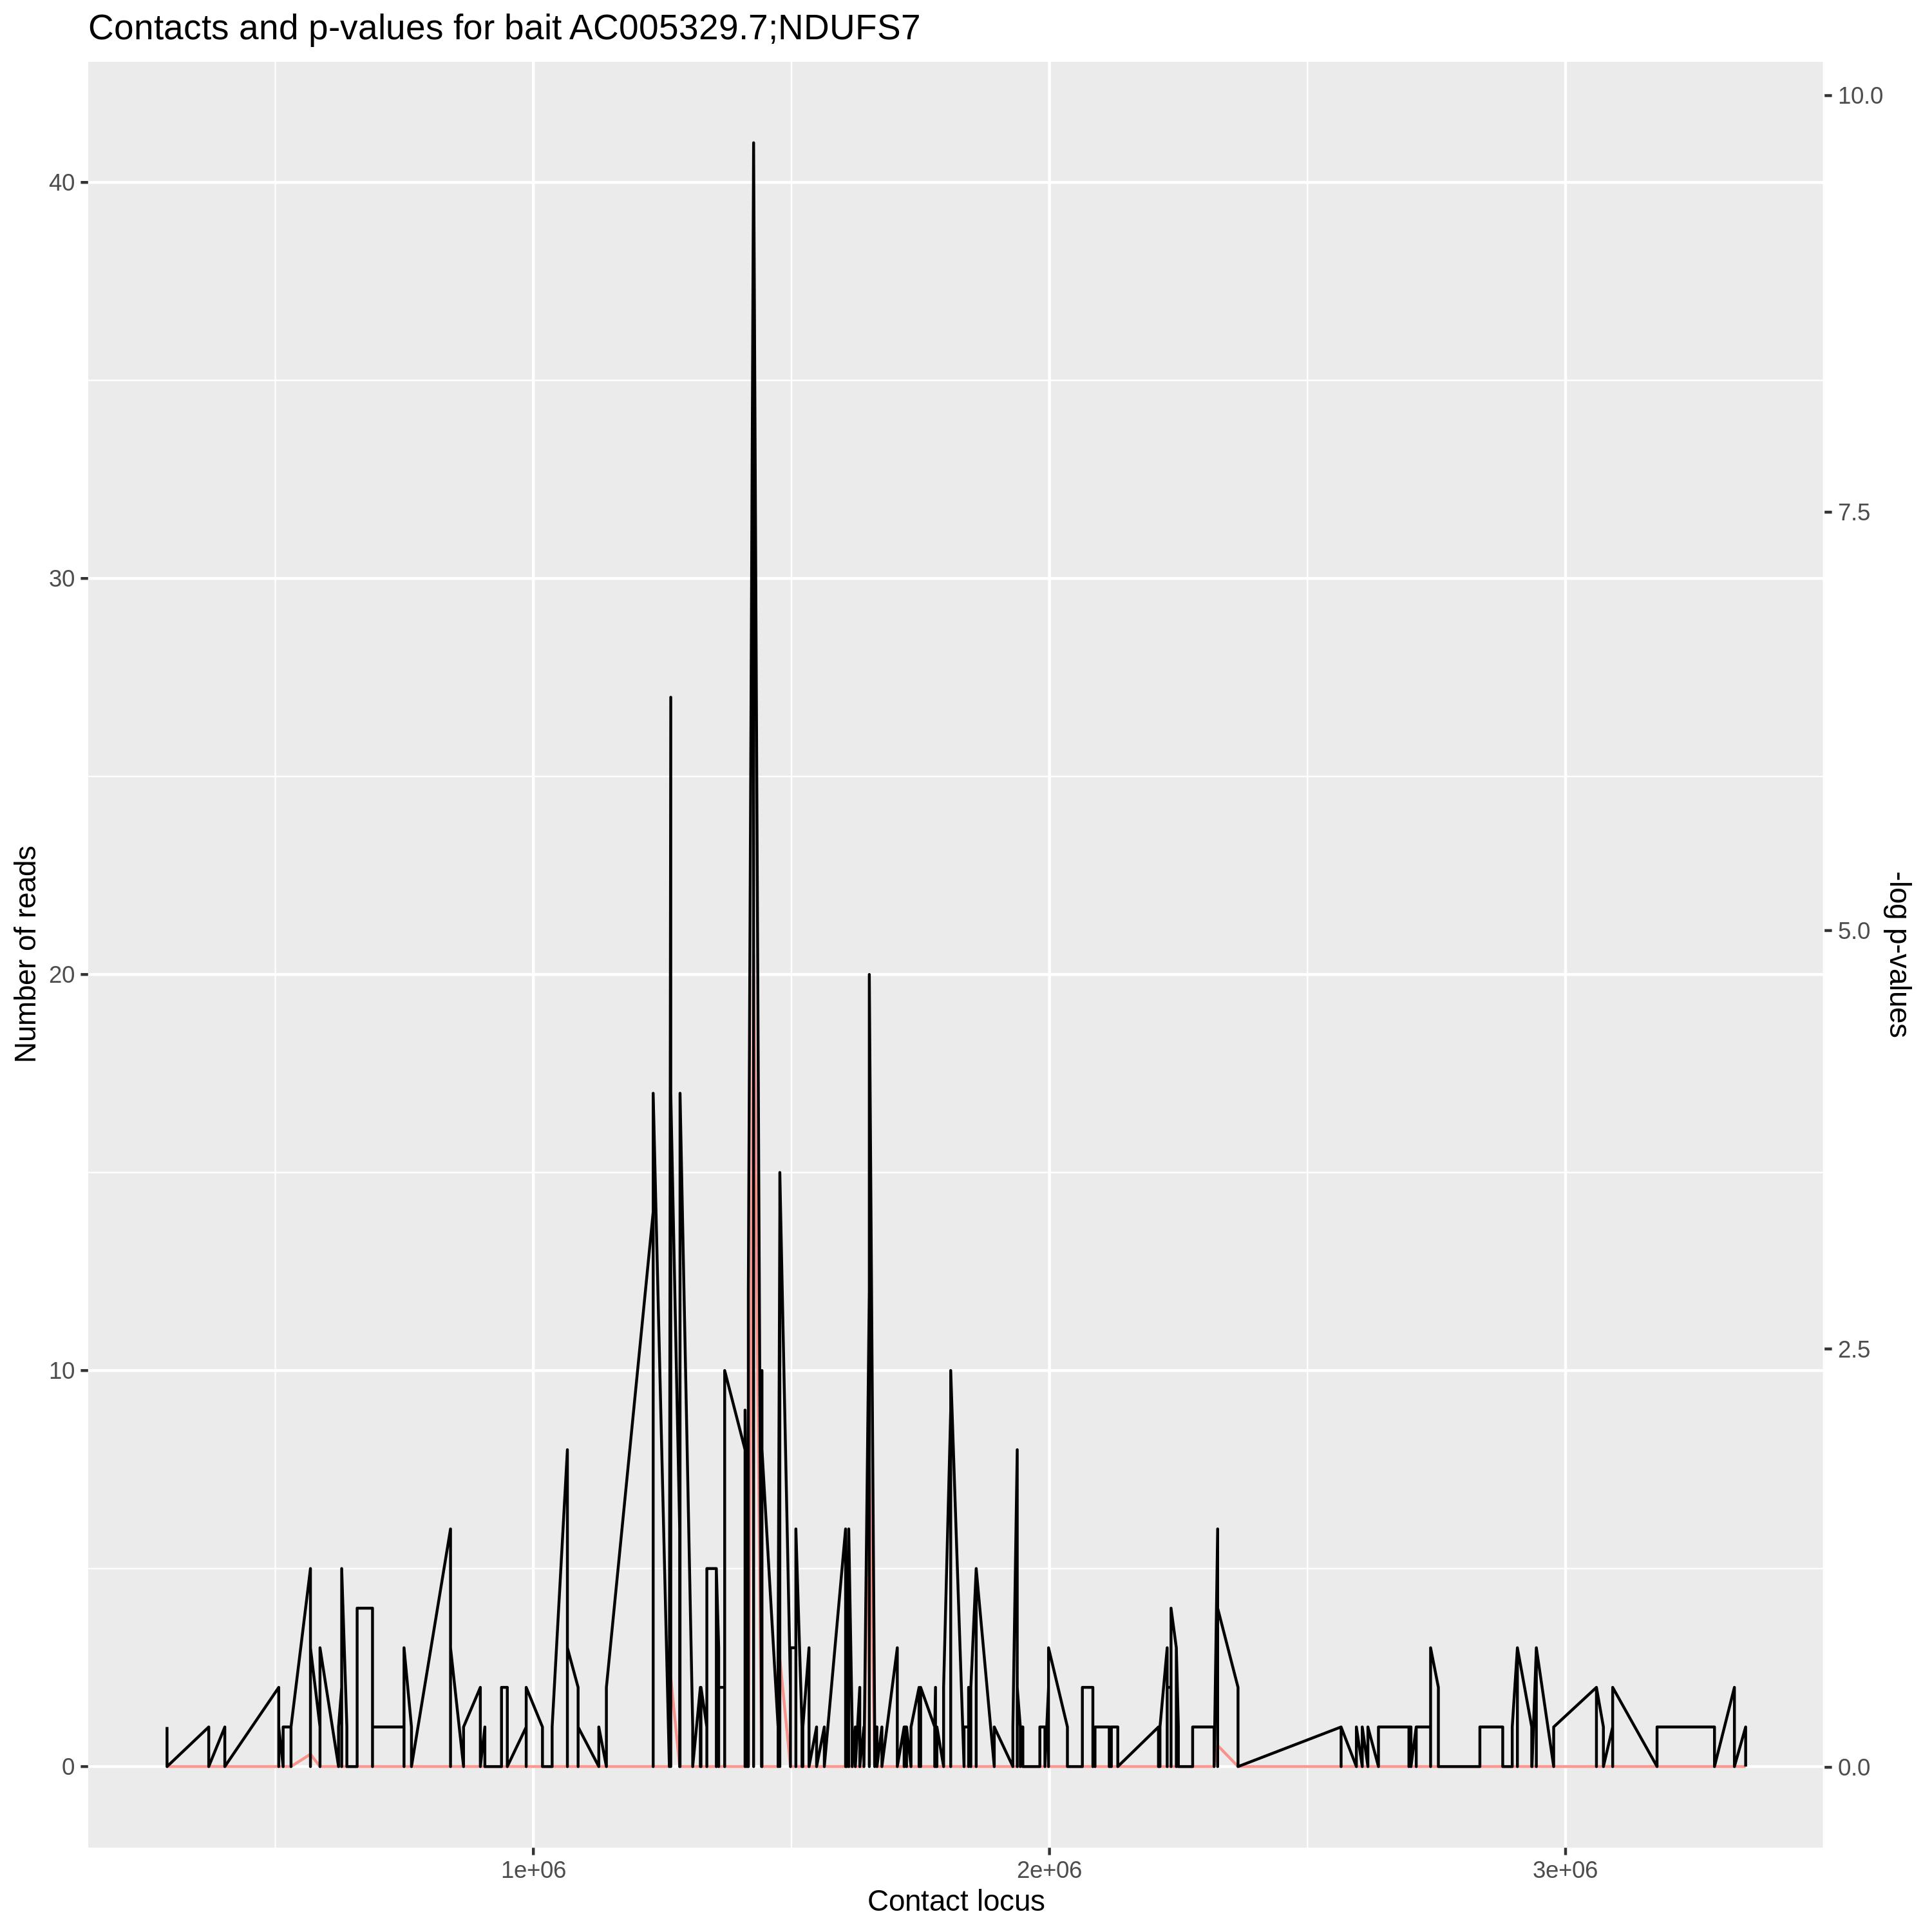 Contacts and p-values for bait AC005329.7;NDUFS7
Number of reads
40
30
20
10
0
10.0
7.5
5.0
2.5
0.0
-log p-values
1e+06
2e+06
3e+06
Contact locus